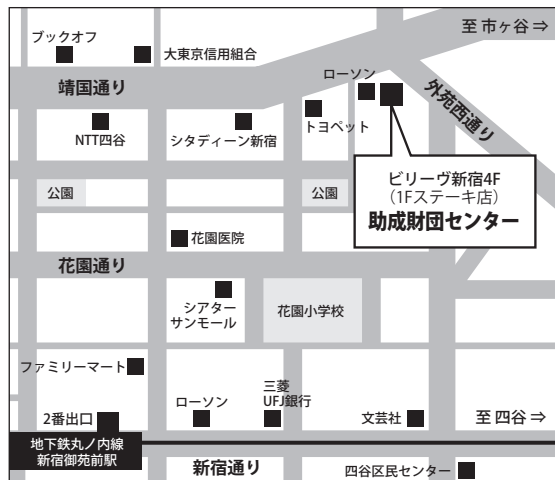 至 市ヶ谷 ⇒
ブックオフ
大東京信用組合
靖国通り
ローソン
外苑西通り
NTT四谷
シタディーン新宿
トヨペット
ビリーヴ新宿4F
(1Fステーキ店)
助成財団センター
公園
公園
花園医院
花園通り
シアター
サンモール
花園小学校
ファミリーマート
2番出口
ローソン
三菱
UFJ銀行
文芸社
至 四谷 ⇒
地下鉄丸ノ内線
新宿御苑前駅
新宿通り
四谷区民センター